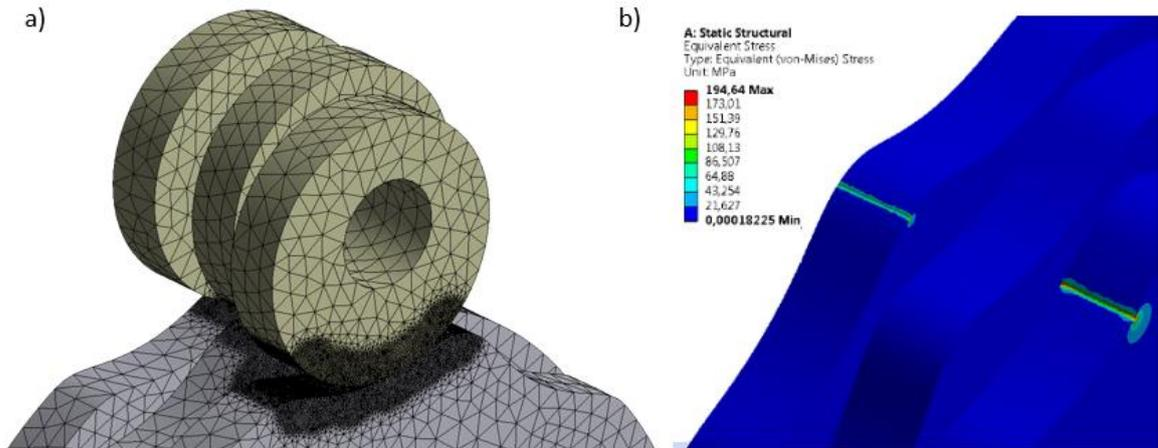 a)
b)
A: Static Structural
Equivalent Stress
Type: Equivalent (von-Mises) Stress
Unit: MPa
194,64 Max
173,01
151,39
129,76
108,13
86,507
64,88
43,254
21,627
0,00018225 Min